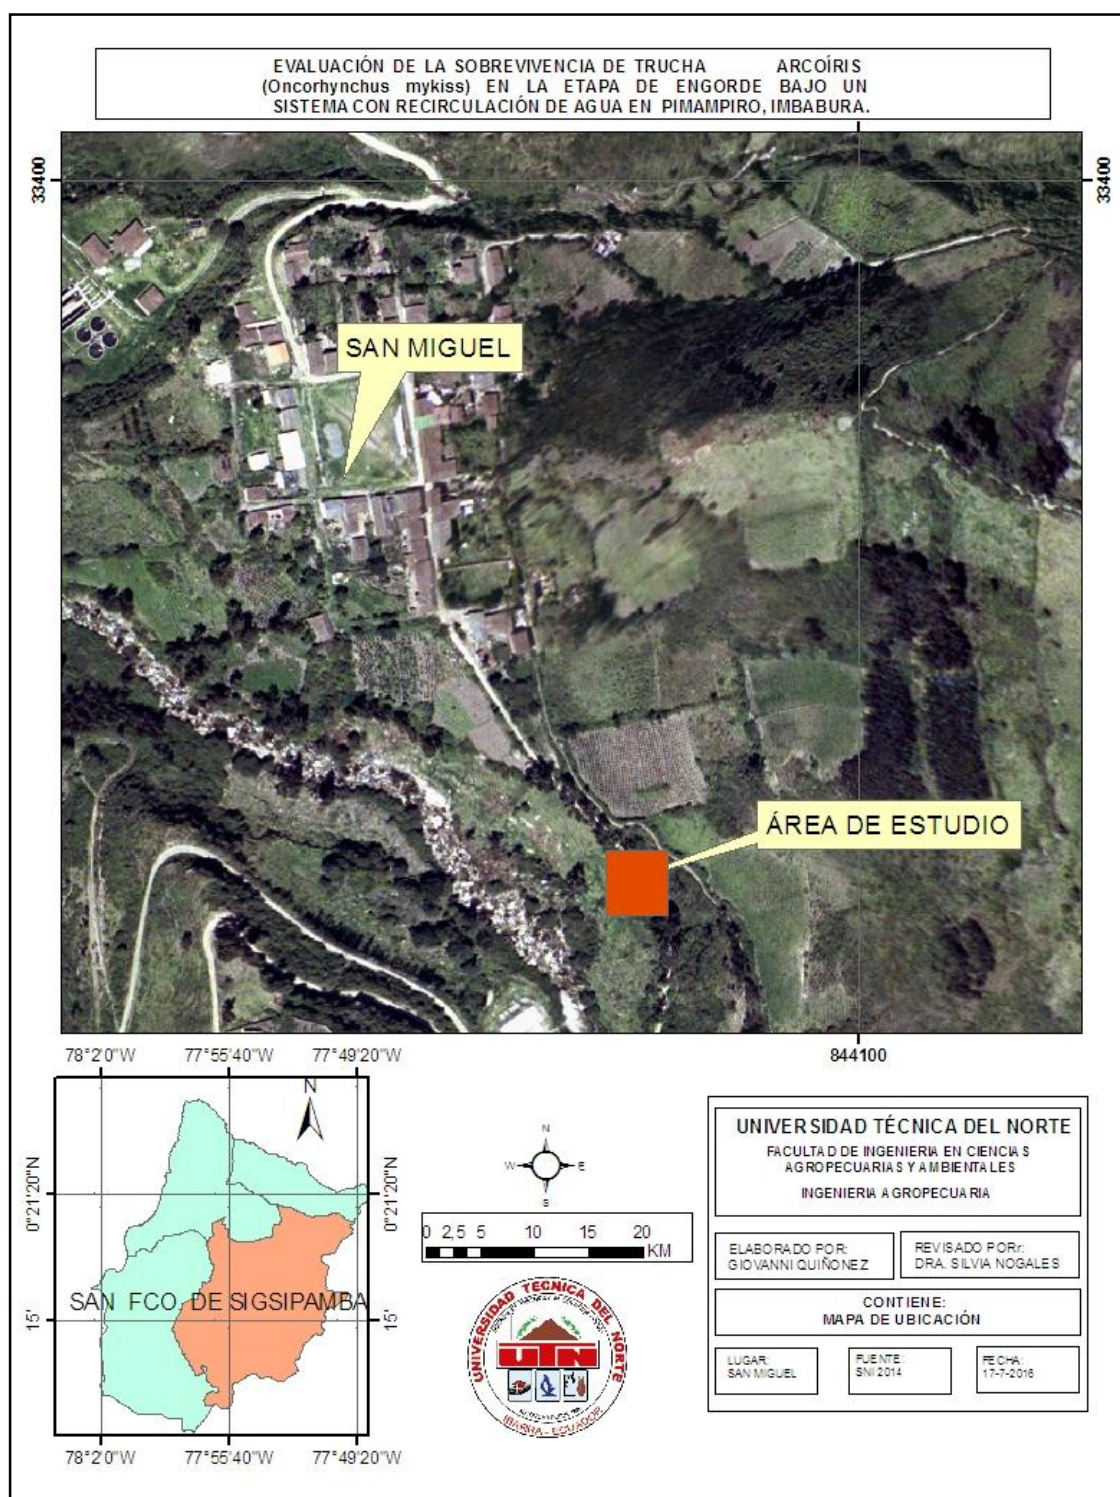 EVALUACIÓN DE LA SOBREVIVENCIA DE TRUCHA ARCOÍRIS
(Oncorhynchus mykiss) EN LA ETAPA DE ENGORDE BAJO UN
SISTEMA CON RECIRCULACIÓN DE AGUA EN PIMAMPIRO, IMBABURA.
33400
33400
SAN MIGUEL
ÁREA DE ESTUDIO
844100
78°2'0"W 77°55'40"W 77°49'20"W
N
0°21'20"N
0°21'20"N
SAN FCO. DE SIGSIPAMBA
15'
15'
78°2'0"W 77°55'40"W 77°49'20"W
N
W E
S
0 2,5 5 10 15 20
KM
UNIVERSIDAD TECNICA DEL NORTE
UTN
IBARRA - ECUADOR
UNIVERSIDAD TÉCNICA DEL NORTE
FACULTAD DE INGENIERIA EN CIENCIAS
AGROPECUARIAS Y AMBIENTALES
INGENIERIA AGROPECUARIA
ELABORADO POR:
GIOVANNI QUIÑONEZ
REVISADO PORr:
DRA. SILVIA NOGALES
CONTIENE:
MAPA DE UBICACIÓN
LUGAR:
SAN MIGUEL
FUENTE:
SNI 2014
FECHA:
17-7-2016